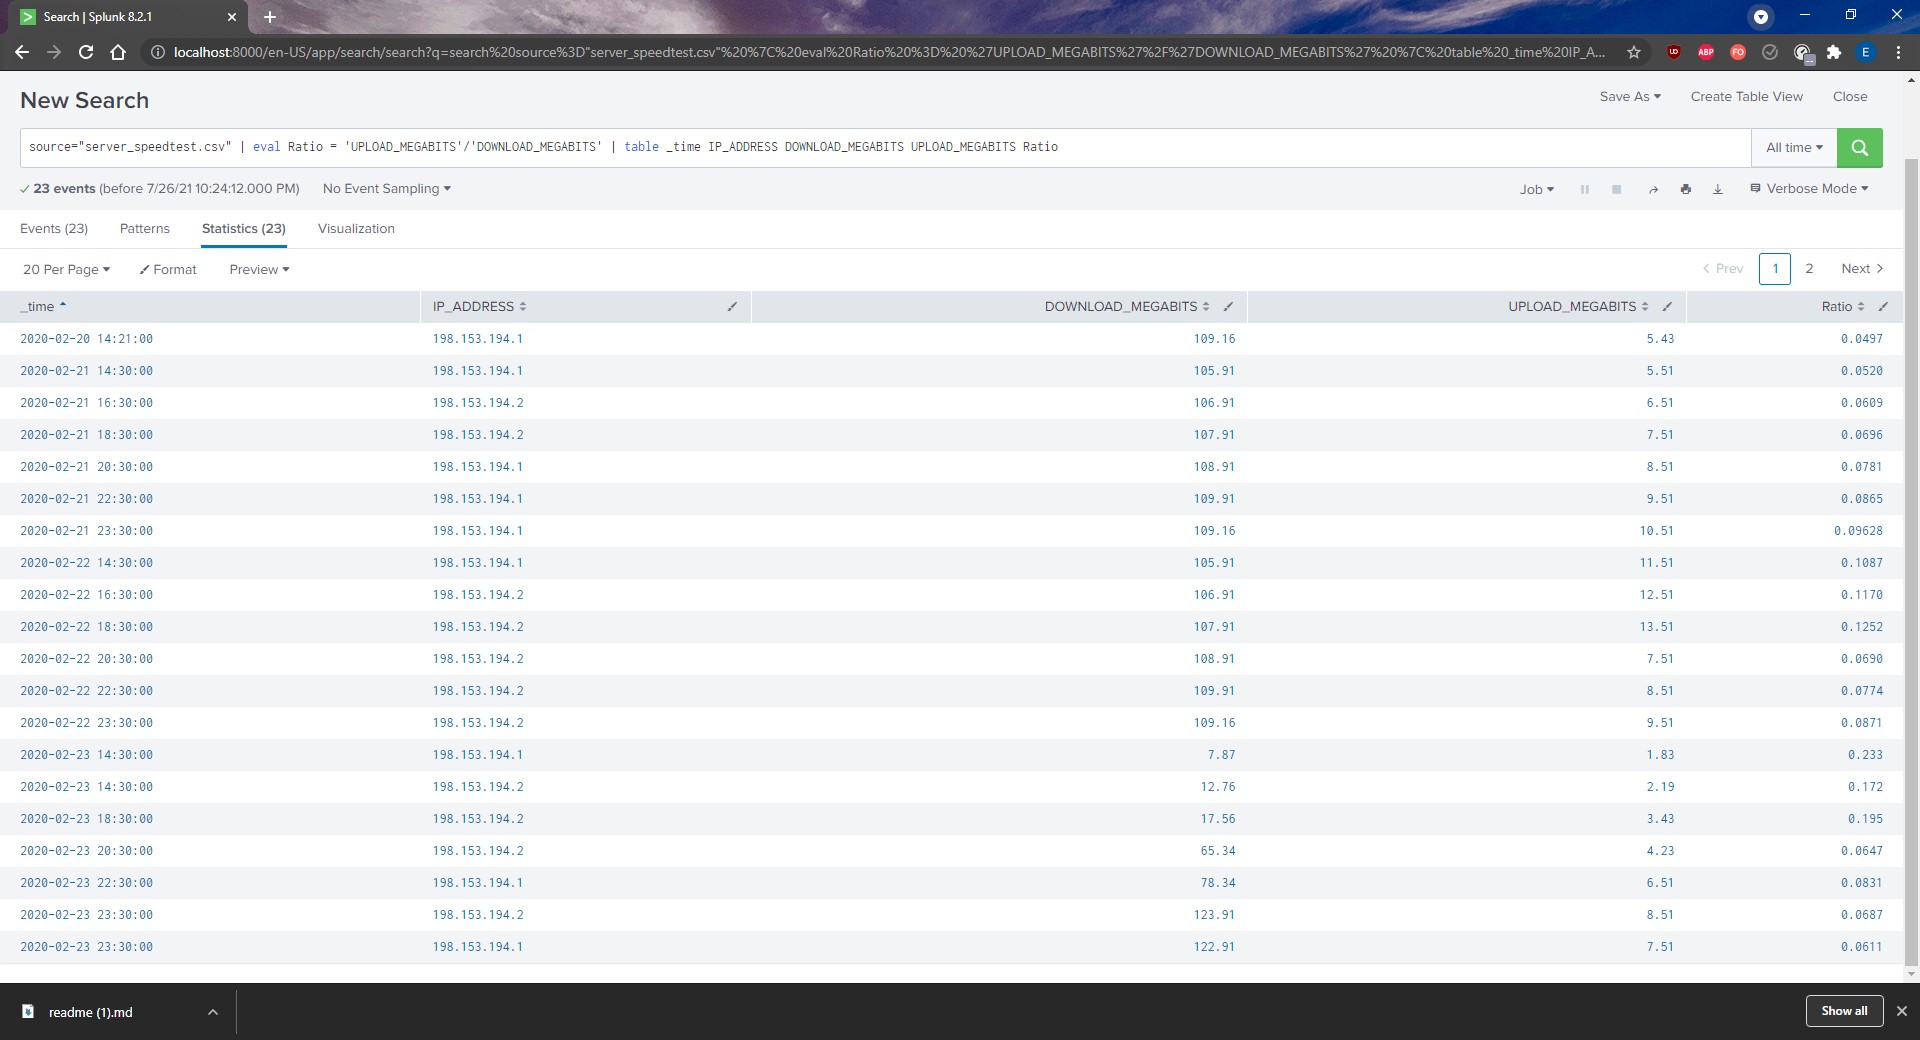 Search | Splunk 8.2.1
localhost:8000/en-US/app/search/search?q=search%20source%3D"server_speedtest.csv"%20%7C%20eval%20Ratio%20%3D%20%27UPLOAD_MEGABITS%27%2F%27DOWNLOAD_MEGABITS%27%20%7C%20table%20_time%20IP_A...
UD ABP FO E
New Search
Save As Create Table View Close
source="server_speedtest.csv" | eval Ratio = 'UPLOAD_MEGABITS'/'DOWNLOAD_MEGABITS' | table _time IP_ADDRESS DOWNLOAD_MEGABITS UPLOAD_MEGABITS Ratio
All time
23 events (before 7/26/21 10:24:12.000 PM) No Event Sampling
Job Verbose Mode
Events (23) Patterns Statistics (23) Visualization
20 Per Page Format Preview
< Prev 1 2 Next >
_time IP_ADDRESS DOWNLOAD_MEGABITS UPLOAD_MEGABITS Ratio
2020-02-20 14:21:00 198.153.194.1 109.16 5.43 0.0497
2020-02-21 14:30:00 198.153.194.1 105.91 5.51 0.0520
2020-02-21 16:30:00 198.153.194.2 106.91 6.51 0.0609
2020-02-21 18:30:00 198.153.194.2 107.91 7.51 0.0696
2020-02-21 20:30:00 198.153.194.1 108.91 8.51 0.0781
2020-02-21 22:30:00 198.153.194.1 109.91 9.51 0.0865
2020-02-21 23:30:00 198.153.194.1 109.16 10.51 0.09628
2020-02-22 14:30:00 198.153.194.1 105.91 11.51 0.1087
2020-02-22 16:30:00 198.153.194.2 106.91 12.51 0.1170
2020-02-22 18:30:00 198.153.194.2 107.91 13.51 0.1252
2020-02-22 20:30:00 198.153.194.2 108.91 7.51 0.0690
2020-02-22 22:30:00 198.153.194.2 109.91 8.51 0.0774
2020-02-22 23:30:00 198.153.194.2 109.16 9.51 0.0871
2020-02-23 14:30:00 198.153.194.1 7.87 1.83 0.233
2020-02-23 14:30:00 198.153.194.2 12.76 2.19 0.172
2020-02-23 18:30:00 198.153.194.2 17.56 3.43 0.195
2020-02-23 20:30:00 198.153.194.2 65.34 4.23 0.0647
2020-02-23 22:30:00 198.153.194.1 78.34 6.51 0.0831
2020-02-23 23:30:00 198.153.194.2 123.91 8.51 0.0687
2020-02-23 23:30:00 198.153.194.1 122.91 7.51 0.0611
readme (1).md
Show all